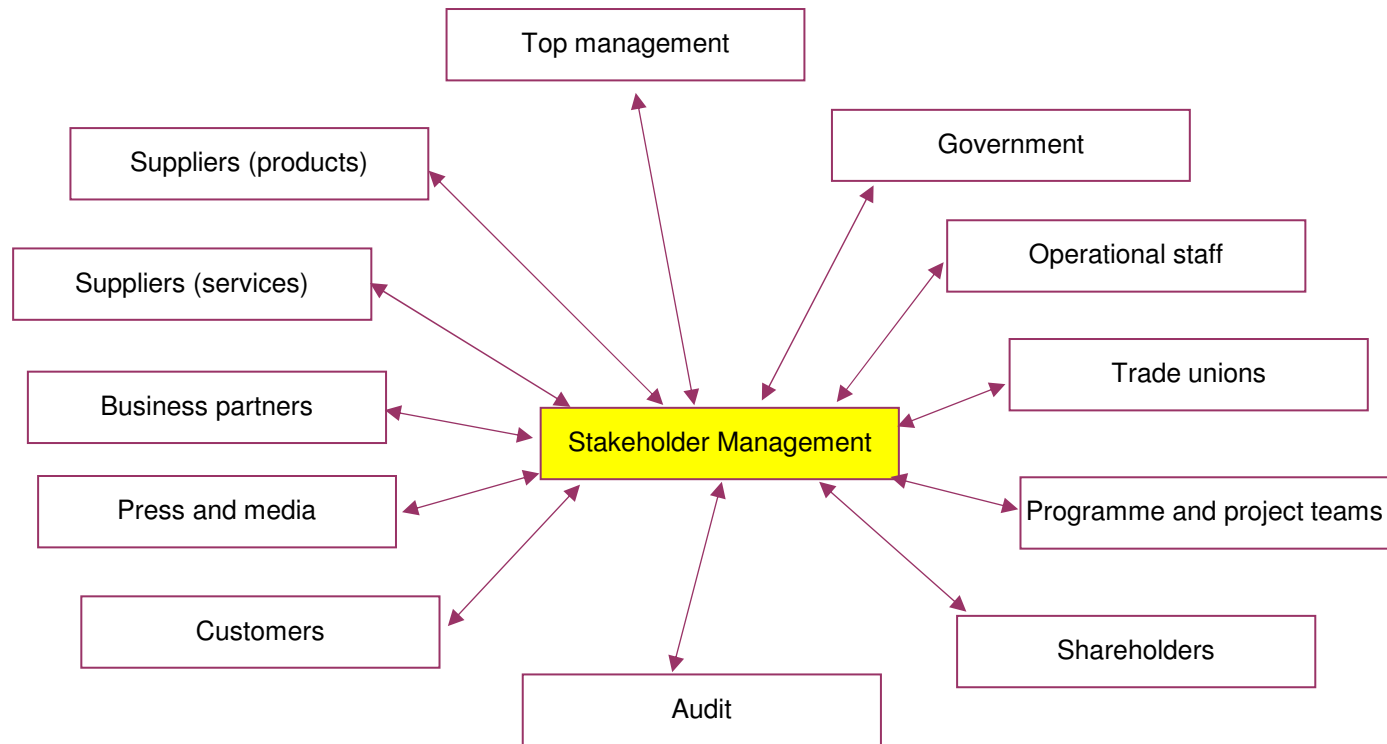 Top management
Government
Suppliers (products)
Operational staff
Suppliers (services)
Trade unions
Business partners
Stakeholder Management
Press and media
Programme and project teams
Customers
Shareholders
Audit